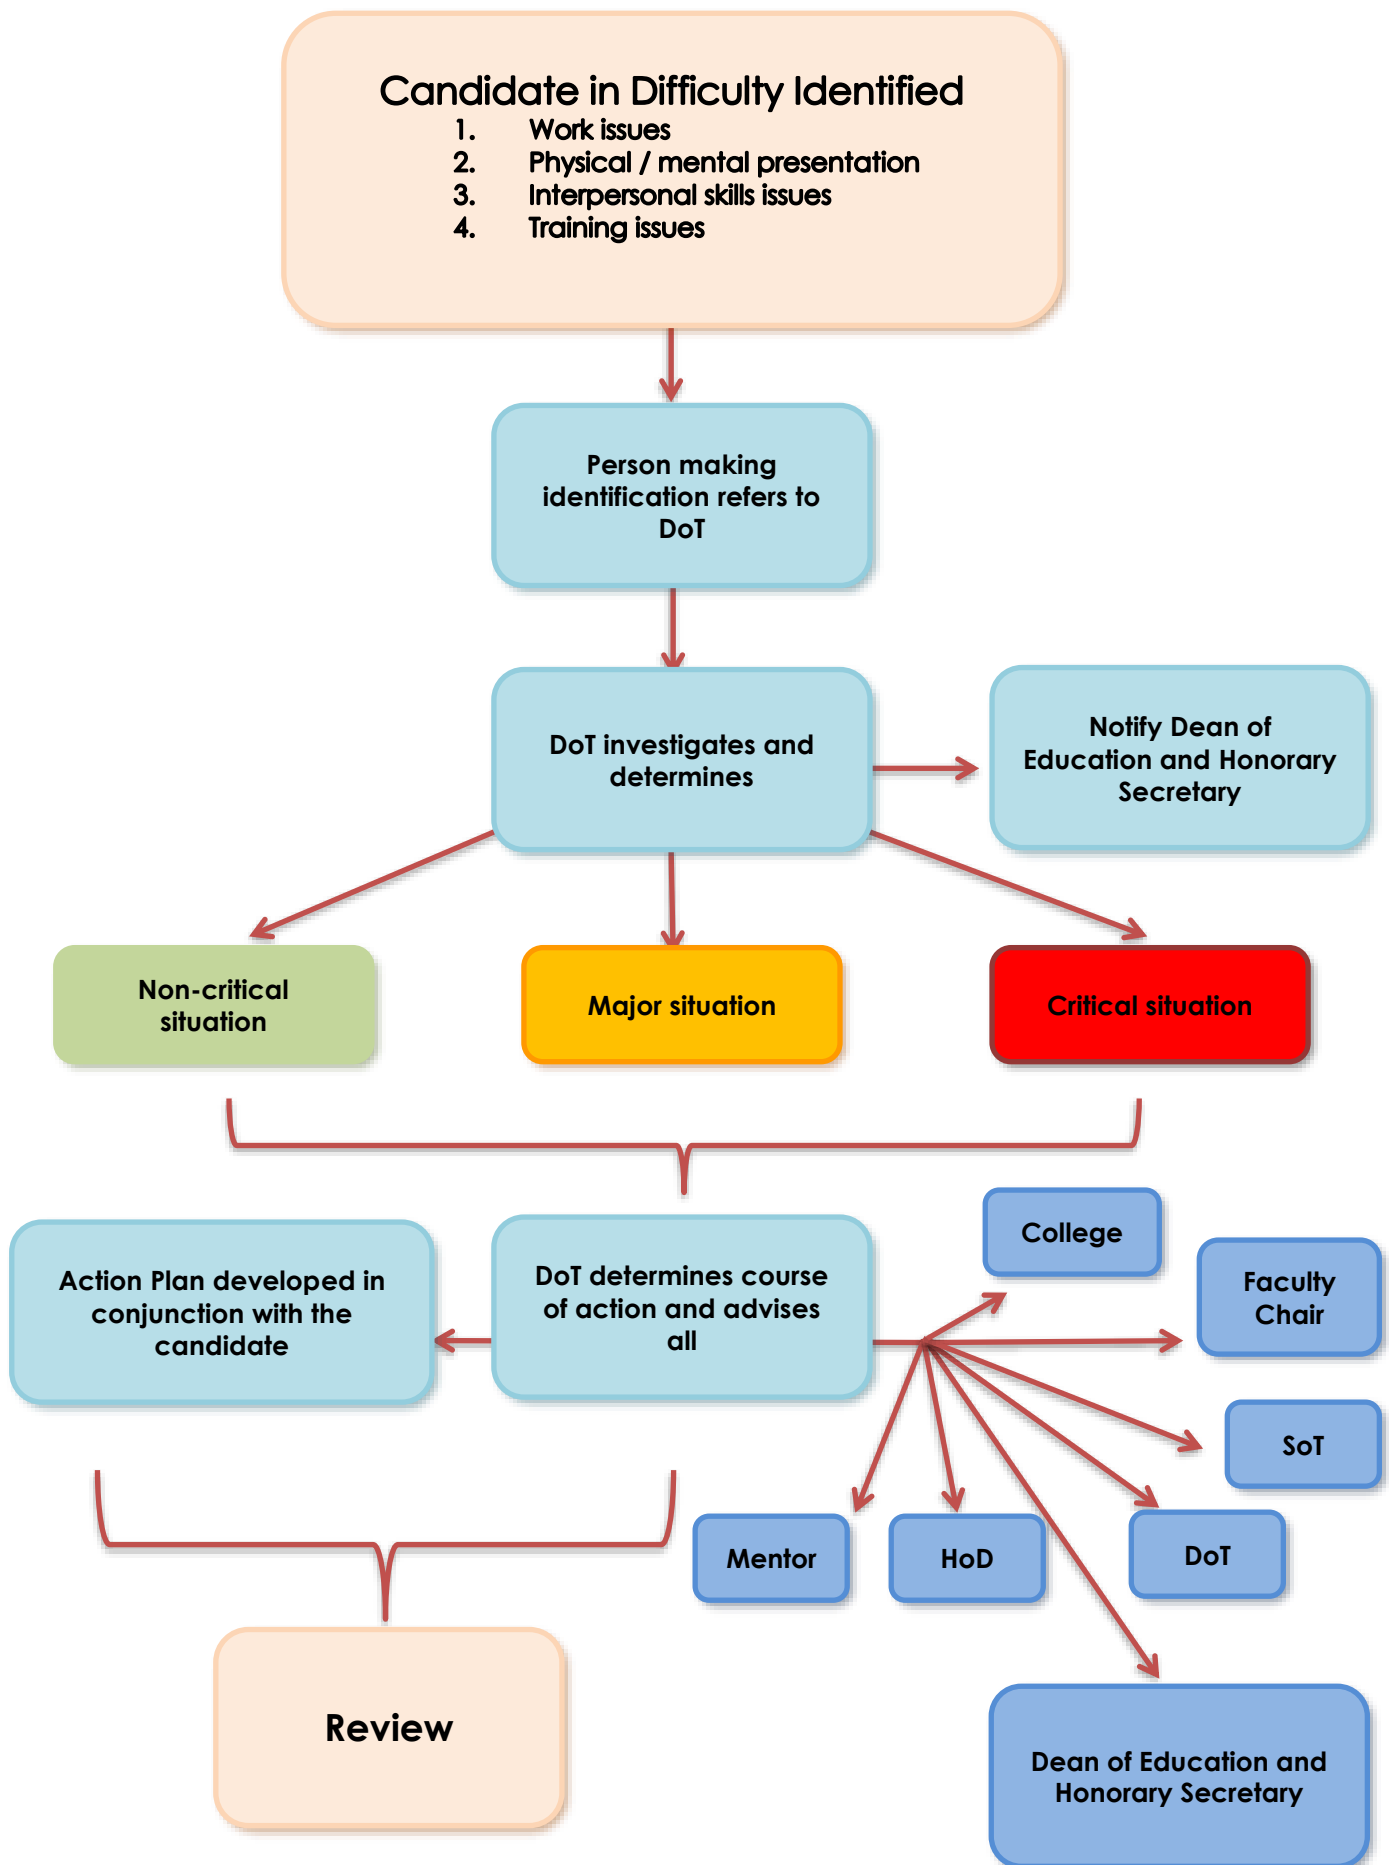 Candidate in Difficulty Identified
1. Work issues
2. Physical / mental presentation
3. Interpersonal skills issues
4. Training issues
Person making
identification refers to
DoT
DoT investigates and
determines
Notify Dean of
Education and Honorary
Secretary
Non-critical
situation
Major situation
Critical situation
Action Plan developed in
conjunction with the
candidate
DoT determines course
of action and advises
all
College
Faculty
Chair
SoT
DoT
HoD
Mentor
Dean of Education and
Honorary Secretary
Review